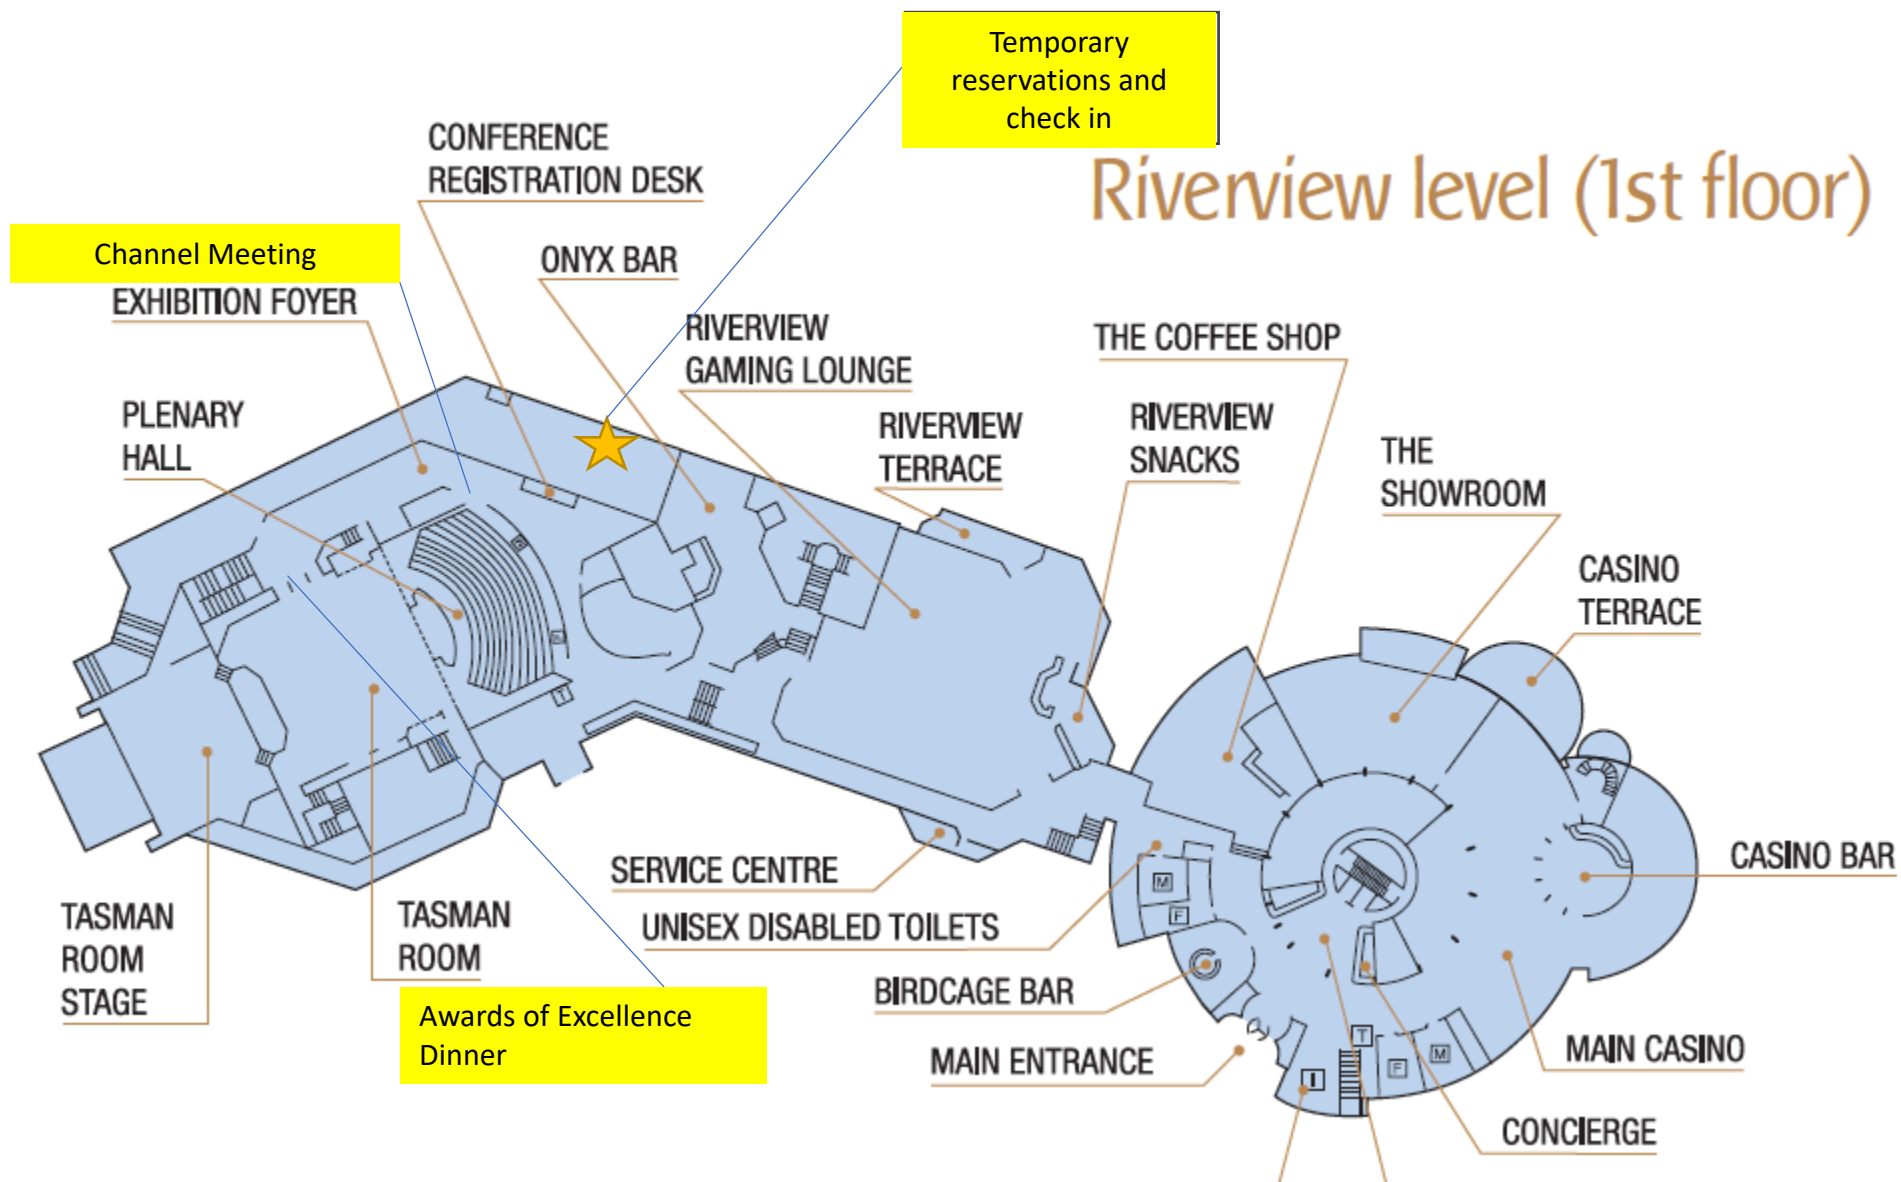 Temporary
reservations and
check in
Riverview level (1st floor)
CONFERENCE
REGISTRATION DESK
Channel Meeting
EXHIBITION FOYER
ONYX BAR
RIVERVIEW
GAMING LOUNGE
THE COFFEE SHOP
PLENARY
HALL
RIVERVIEW
TERRACE
RIVERVIEW
SNACKS
THE
SHOWROOM
CASINO
TERRACE
CASINO BAR
SERVICE CENTRE
UNISEX DISABLED TOILETS
TASMAN
ROOM
STAGE
TASMAN
ROOM
BIRDCAGE BAR
Awards of Excellence
Dinner
MAIN ENTRANCE
MAIN CASINO
CONCIERGE
M
F
T
F
M
I
T